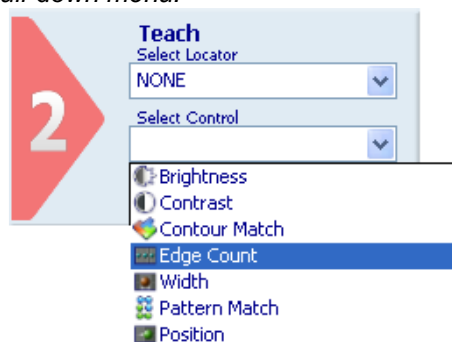 down menu.
Teach
Select Locator
NONE
2
Select Control
Brightness
Contrast
Contour Match
Edge Count
Width
Pattern Match
Position